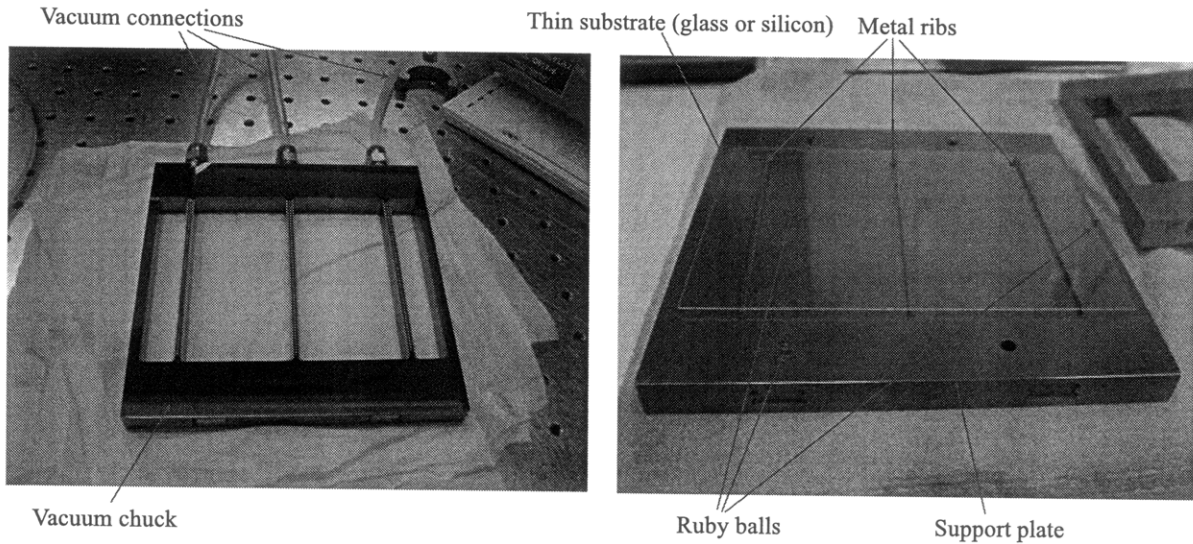 Vacuum connections
Thin substrate (glass or silicon)
Metal ribs
Vacuum chuck
Ruby balls
Support plate